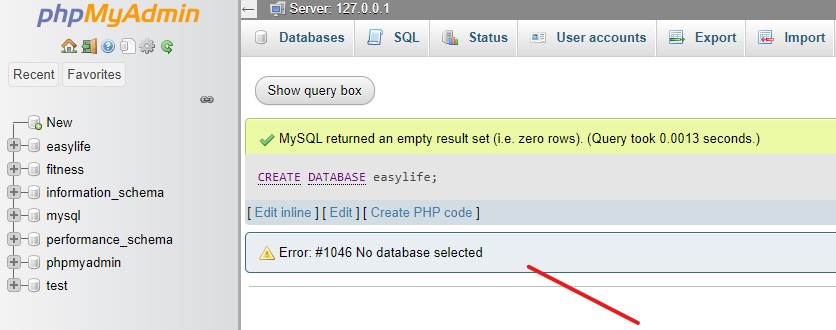 phpMyAdmin
Recent Favorites
New
easylife
fitness
information_schema
mysql
performance_schema
phpmyadmin
test
Server: 127.0.0.1
Databases SQL Status User accounts Export Import
Show query box
MySQL returned an empty result set (i.e. zero rows). (Query took 0.0013 seconds.)
CREATE DATABASE easylife;
[ Edit inline ] [ Edit ] [ Create PHP code ]
Error: #1046 No database selected